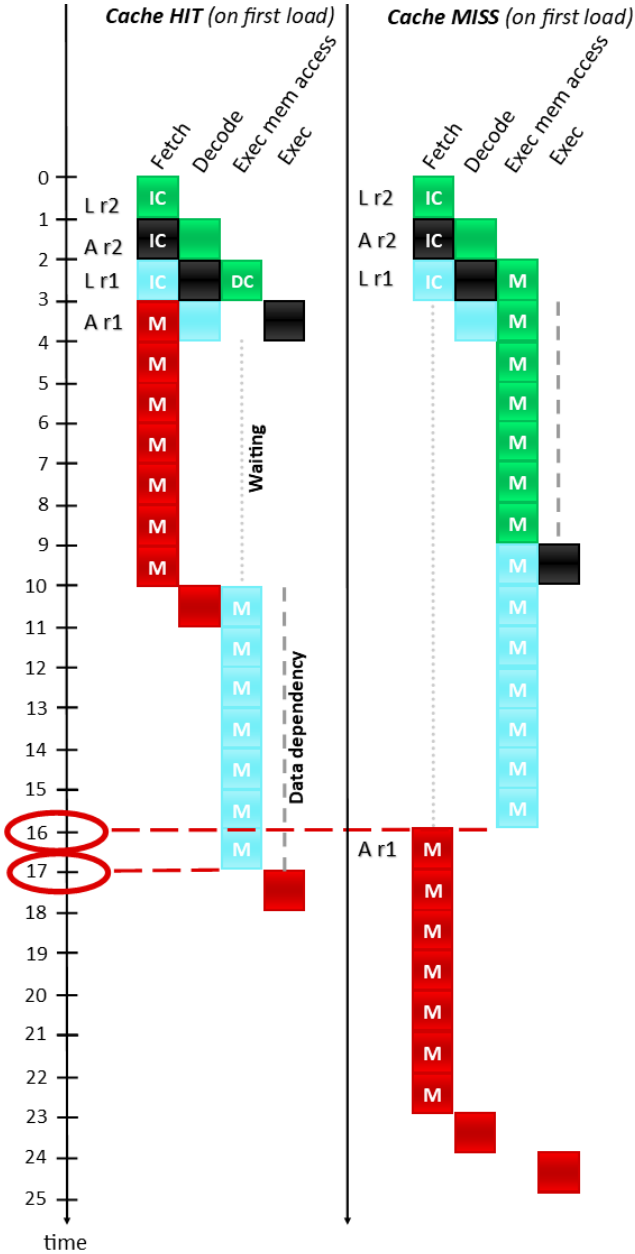 Cache HIT (on first load)
Cache MISS (on first load)
Fetch
Decode
Exec mem access
Exec
Fetch
Decode
Exec mem access
Exec
0
L r2
IC
L r2
IC
1
A r2
IC
A r2
IC
2
L r1
IC
DC
L r1
IC
M
3
A r1
M
M
4
M
M
5
M
M
6
M
M
7
M
M
8
M
M
9
M
M
Waiting
10
M
M
11
M
M
12
M
M
13
M
M
14
M
M
15
M
M
Data dependency
16
M
A r1
M
17
M
18
M
19
M
20
M
21
M
22
M
23
24
25
time